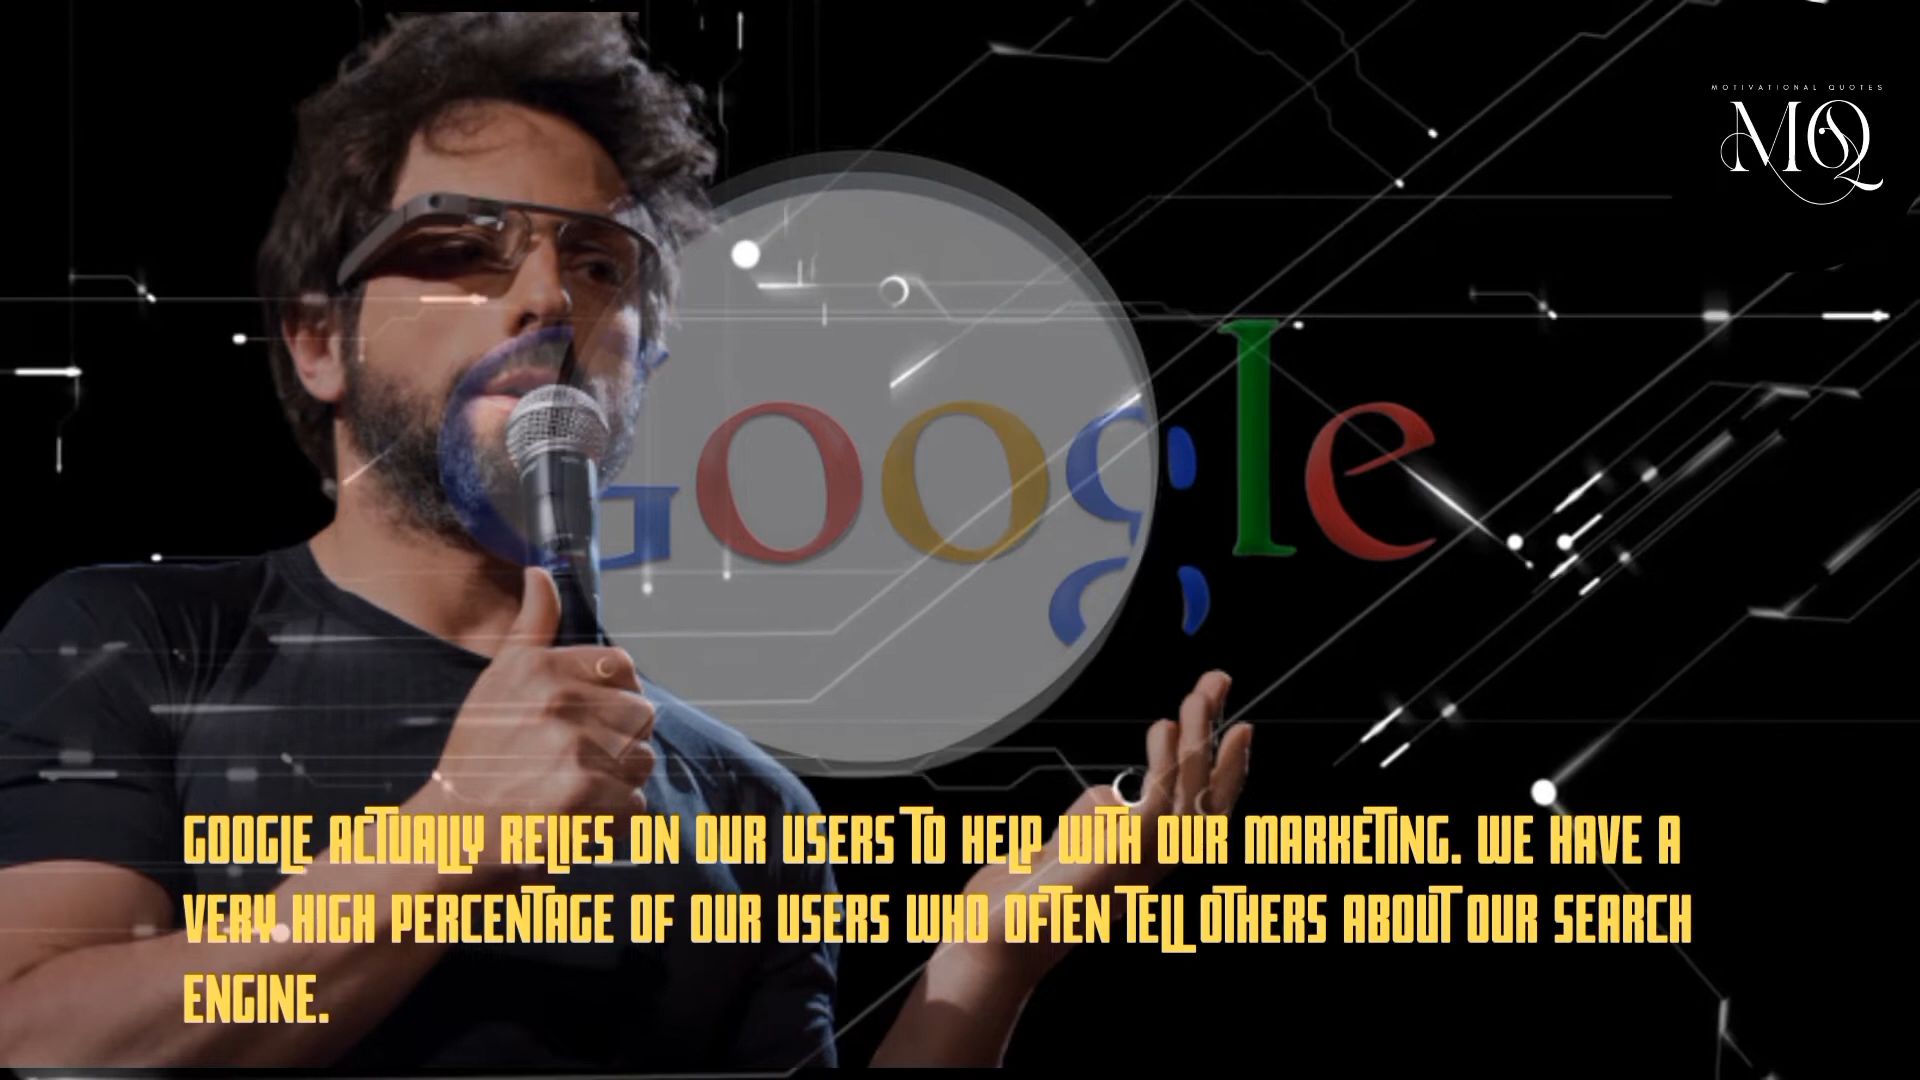 MOTIVATIONAL QUOTES
MQ
Google
GOOGLE ACTUALLY RELIES ON OUR USERS TO HELP WITH OUR MARKETING. WE HAVE A
VERY HIGH PERCENTAGE OF OUR USERS WHO OFTEN TELL OTHERS ABOUT OUR SEARCH
ENGINE.